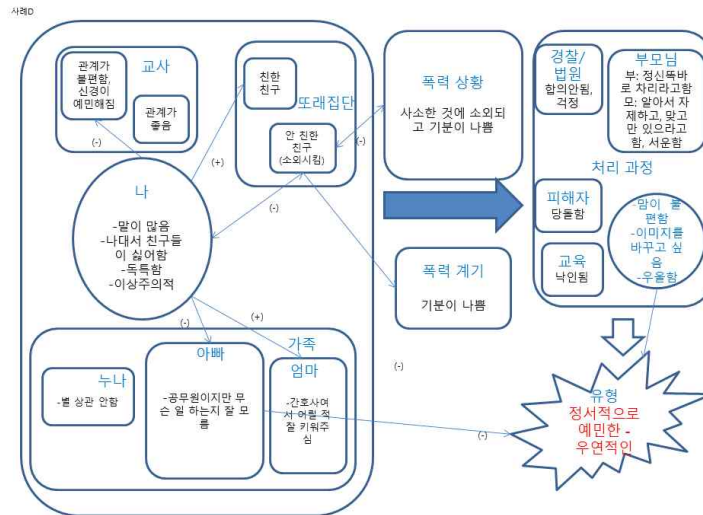 사례D
교사
관계가
불편함,
신경이
예민해짐
관계가
좋음
(-)
친한
친구
또래집단
안 친한
친구
(소외시킴)
(+)
(-)
(-)
나
-말이 많음
-나대서 친구들
이 싫어함
-독특함
-이상주의적
(-)
(+)
가족
누나
-별 상관 안함
아빠
-공무원이지만 무
슨 일 하는지 잘 모
름
엄마
-간호사여
서 어릴 적
잘 키워주
심
폭력 상황
사소한 것에 소외되
고 기분이 나쁨
폭력 계기
기분이 나쁨
(-)
(-)
경찰/
법원
합의안됨,
걱정
부모님
부: 정신똑바
로 차리라고함
모: 알아서 자
제하고, 맞고
만 있으라고
함, 서운함
처리 과정
피해자
당돌함
교육
낙인됨
-맘이 불
편함
-이미지를
바꾸고 싶
음
-우울함
유형
정서적으로
예민한 -
우연적인